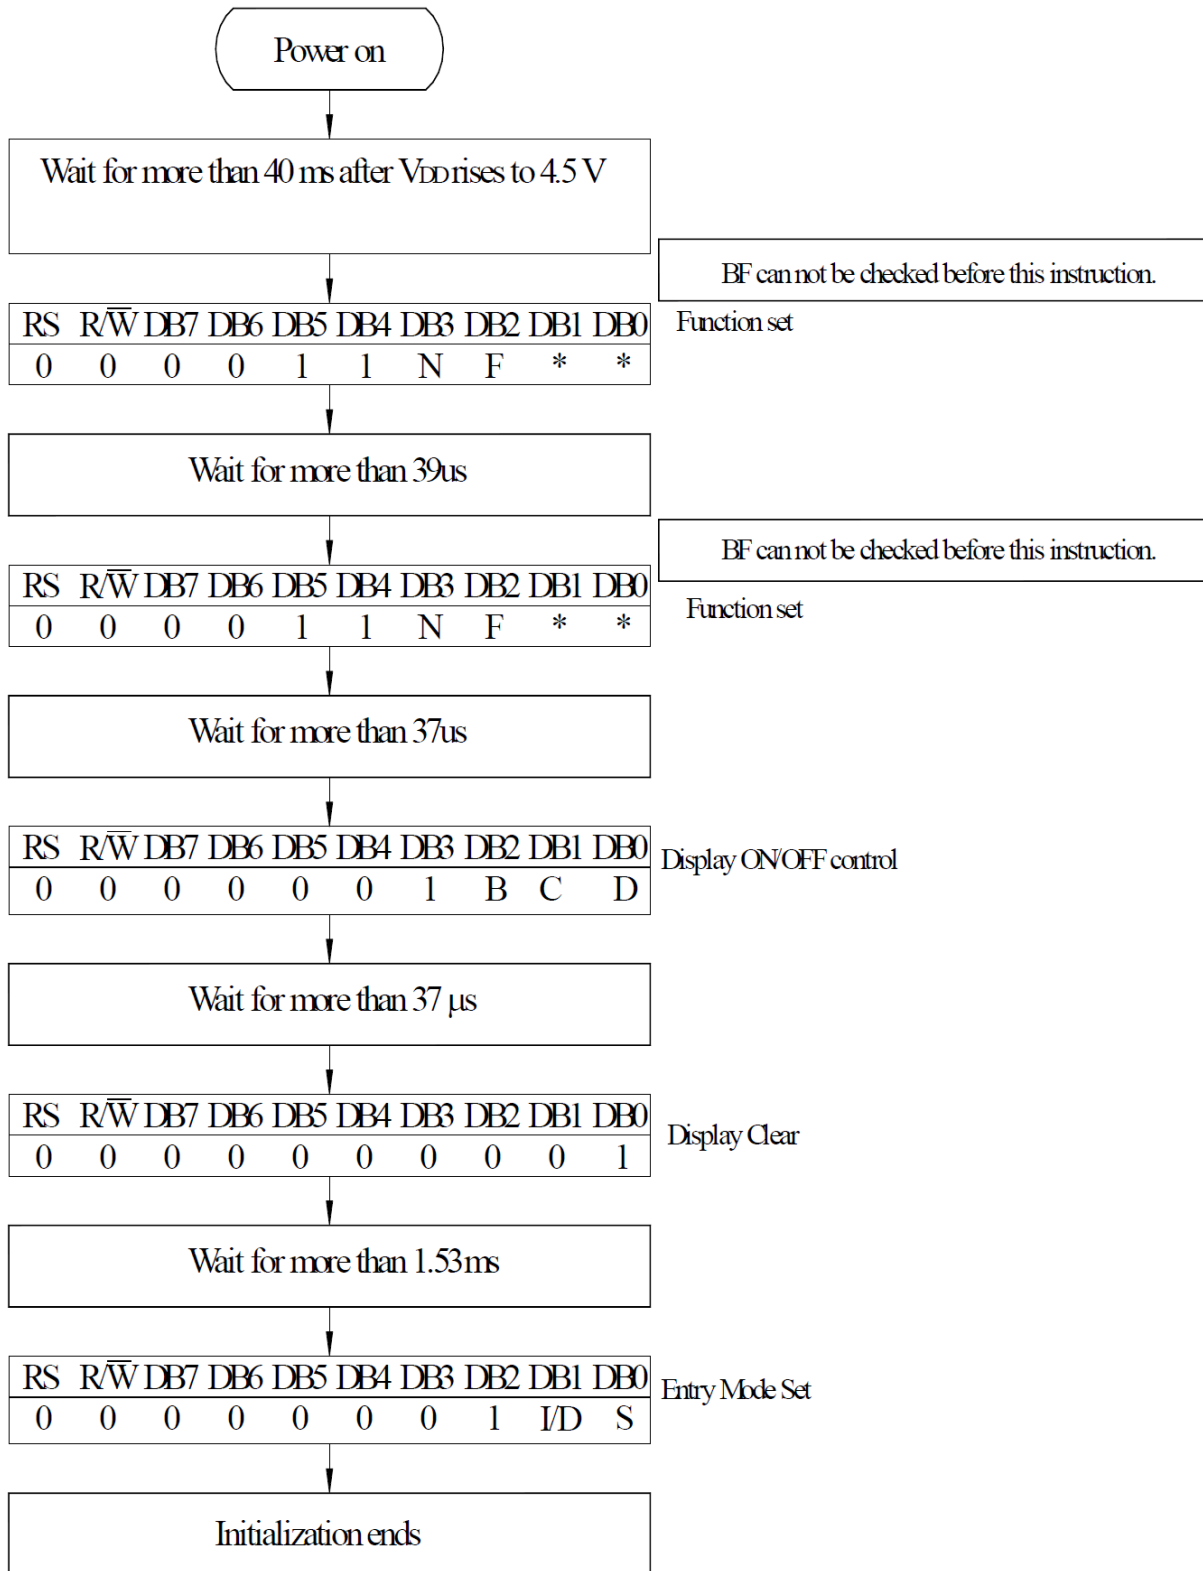 Power on
Wait for more than 40 ms after VDD rises to 4.5 V
BF can not be checked before this instruction.
RS R/W̅ DB7 DB6 DB5 DB4 DB3 DB2 DB1 DB0
Function set
0 0 0 0 1 1 N F * *
Wait for more than 39us
BF can not be checked before this instruction.
RS R/W̅ DB7 DB6 DB5 DB4 DB3 DB2 DB1 DB0
Function set
0 0 0 0 1 1 N F * *
Wait for more than 37us
RS R/W̅ DB7 DB6 DB5 DB4 DB3 DB2 DB1 DB0
Display ON/OFF control
0 0 0 0 0 0 1 B C D
Wait for more than 37 µs
RS R/W̅ DB7 DB6 DB5 DB4 DB3 DB2 DB1 DB0
Display Clear
0 0 0 0 0 0 0 0 0 1
Wait for more than 1.53ms
RS R/W̅ DB7 DB6 DB5 DB4 DB3 DB2 DB1 DB0
Entry Mode Set
0 0 0 0 0 0 0 1 I/D S
Initialization ends